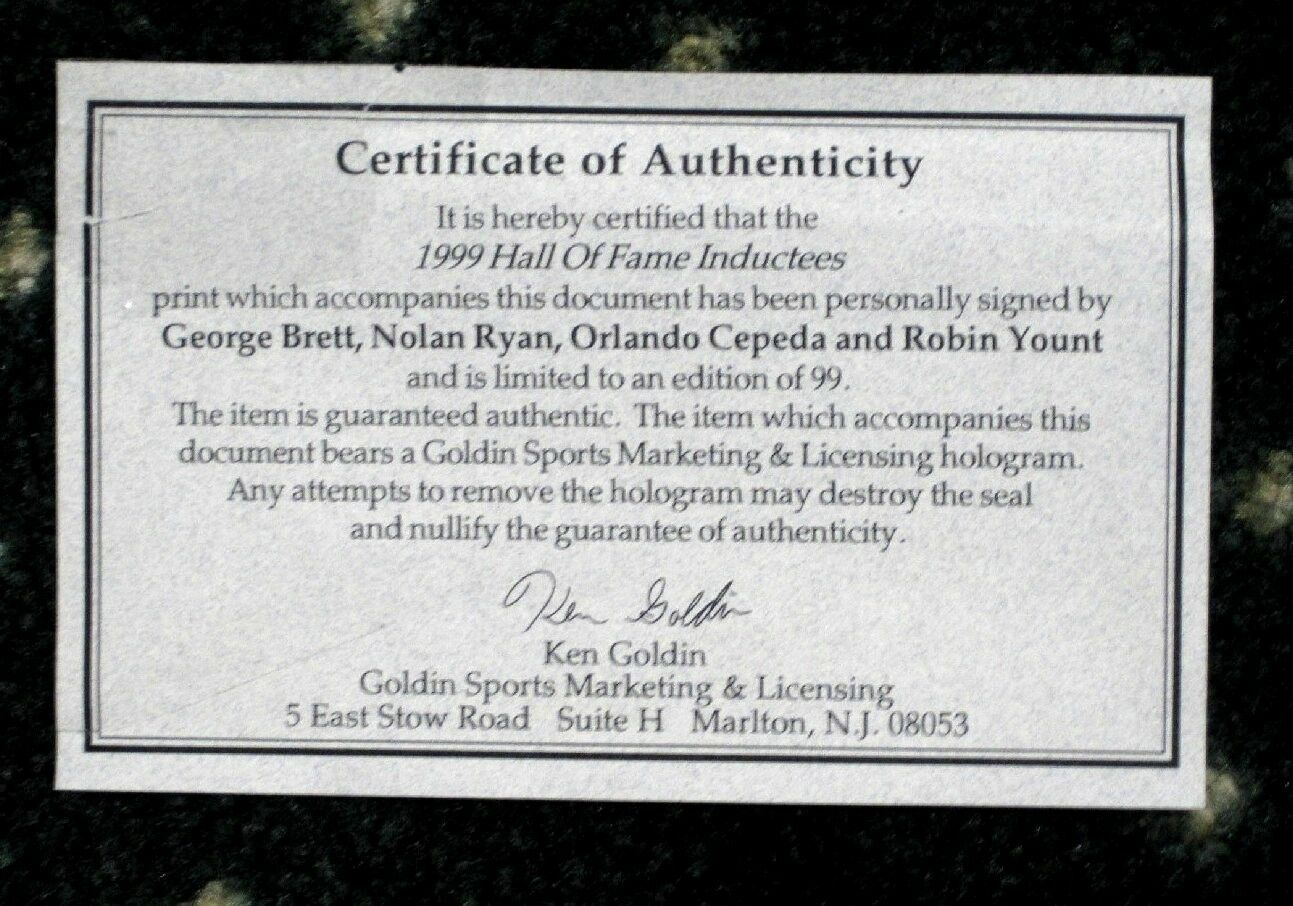 Certificate of Authenticity
It is hereby certified that the
1999 Hall Of Fame Inductees
print which accompanies this document has been personally signed by
George Brett, Nolan Ryan, Orlando Cepeda and Robin Yount
and is limited to an edition of 99.
The item is guaranteed authentic. The item which accompanies this
document bears a Goldin Sports Marketing & Licensing hologram.
Any attempts to remove the hologram may destroy the seal
and nullify the guarantee of authenticity.
Ken Goldin
Ken Goldin
Goldin Sports Marketing & Licensing
5 East Stow Road Suite H Marlton, N.J. 08053